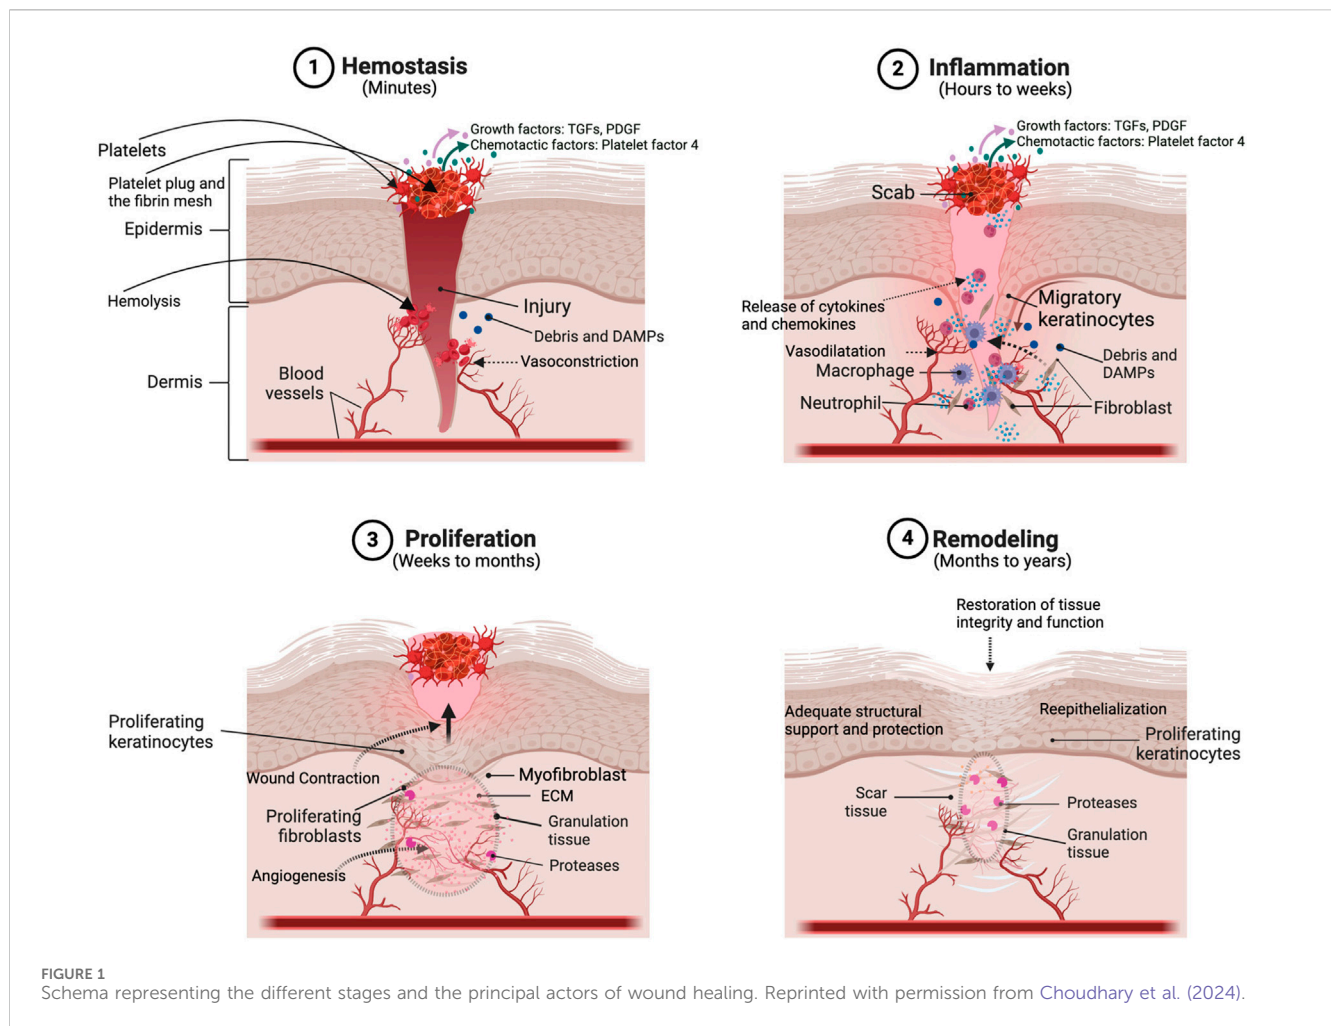 1 Hemostasis
(Minutes)
Growth factors: TGFs, PDGF
Chemotactic factors: Platelet factor 4
Platelets
Platelet plug and
the fibrin mesh
Epidermis
Hemolysis
Injury
Debris and DAMPs
Vasoconstriction
Dermis
Blood
vessels
2 Inflammation
(Hours to weeks)
Growth factors: TGFs, PDGF
Chemotactic factors: Platelet factor 4
Scab
Release of cytokines
and chemokines
Migratory
keratinocytes
Vasodilatation
Macrophage
Debris and
DAMPs
Neutrophil
Fibroblast
3 Proliferation
(Weeks to months)
Proliferating
keratinocytes
Wound Contraction
Myofibroblast
ECM
Proliferating
fibroblasts
Granulation
tissue
Angiogenesis
Proteases
4 Remodeling
(Months to years)
Restoration of tissue
integrity and function
Adequate structural
support and protection
Reepithelialization
Proliferating
keratinocytes
Scar
tissue
Proteases
Granulation
tissue
FIGURE 1
Schema representing the different stages and the principal actors of wound healing. Reprinted with permission from Choudhary et al. (2024).